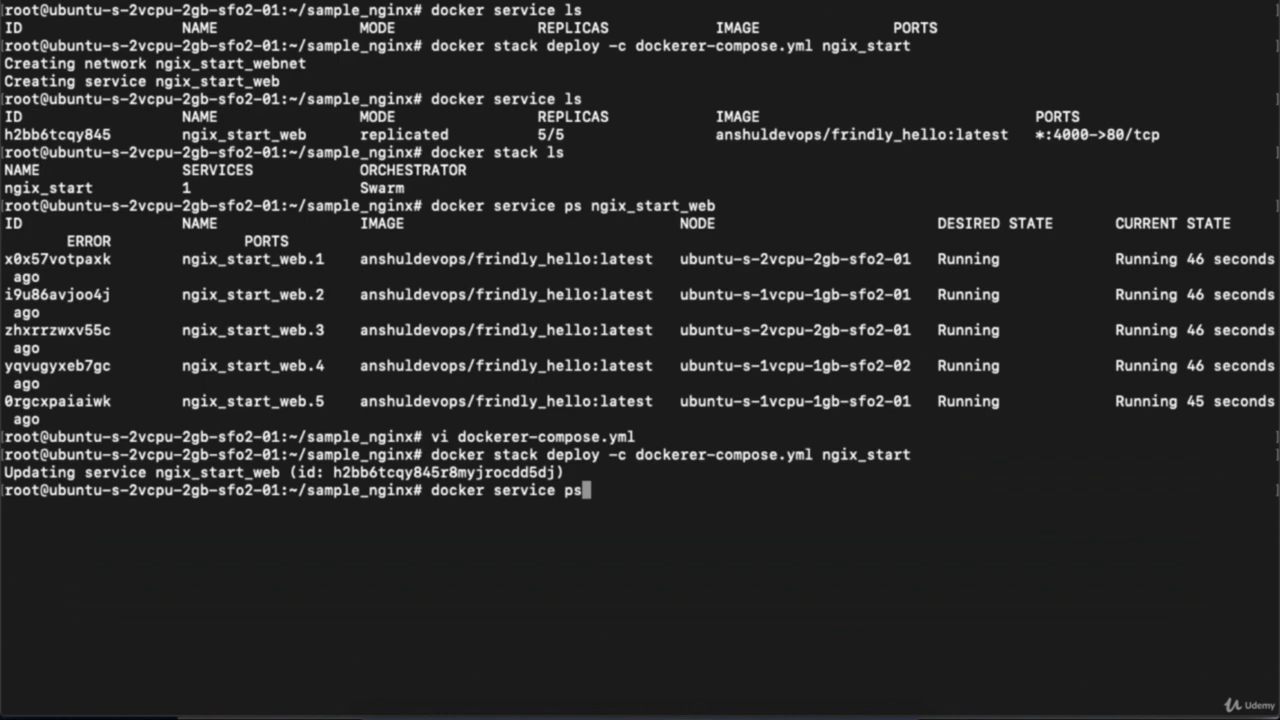 [root@ubuntu-s-2vcpu-2gb-sfo2-01:~/sample_nginx# docker service ls
ID NAME MODE REPLICAS IMAGE PORTS
[root@ubuntu-s-2vcpu-2gb-sfo2-01:~/sample_nginx# docker stack deploy -c dockerer-compose.yml ngix_start
Creating network ngix_start_webnet
Creating service ngix_start_web
[root@ubuntu-s-2vcpu-2gb-sfo2-01:~/sample_nginx# docker service ls
ID NAME MODE REPLICAS IMAGE PORTS
h2bb6tcqy845 ngix_start_web replicated 5/5 anshuldevops/frindly_hello:latest *:4000->80/tcp
[root@ubuntu-s-2vcpu-2gb-sfo2-01:~/sample_nginx# docker stack ls
NAME SERVICES ORCHESTRATOR
ngix_start 1 Swarm
[root@ubuntu-s-2vcpu-2gb-sfo2-01:~/sample_nginx# docker service ps ngix_start_web
ID NAME IMAGE NODE DESIRED STATE CURRENT STATE
ERROR PORTS
x0x57votpaxk ngix_start_web.1 anshuldevops/frindly_hello:latest ubuntu-s-2vcpu-2gb-sfo2-01 Running Running 46 seconds
ago
i9u86avjoo4j ngix_start_web.2 anshuldevops/frindly_hello:latest ubuntu-s-1vcpu-1gb-sfo2-01 Running Running 46 seconds
ago
zhxrrzwxv55c ngix_start_web.3 anshuldevops/frindly_hello:latest ubuntu-s-2vcpu-2gb-sfo2-01 Running Running 46 seconds
ago
yqvugyxeb7gc ngix_start_web.4 anshuldevops/frindly_hello:latest ubuntu-s-1vcpu-1gb-sfo2-02 Running Running 46 seconds
ago
0rgcxpaiaiwk ngix_start_web.5 anshuldevops/frindly_hello:latest ubuntu-s-1vcpu-1gb-sfo2-01 Running Running 45 seconds
ago
[root@ubuntu-s-2vcpu-2gb-sfo2-01:~/sample_nginx# vi dockerer-compose.yml
[root@ubuntu-s-2vcpu-2gb-sfo2-01:~/sample_nginx# docker stack deploy -c dockerer-compose.yml ngix_start
Updating service ngix_start_web (id: h2bb6tcqy845r8myjrocdd5dj)
[root@ubuntu-s-2vcpu-2gb-sfo2-01:~/sample_nginx# docker service ps
Udemy